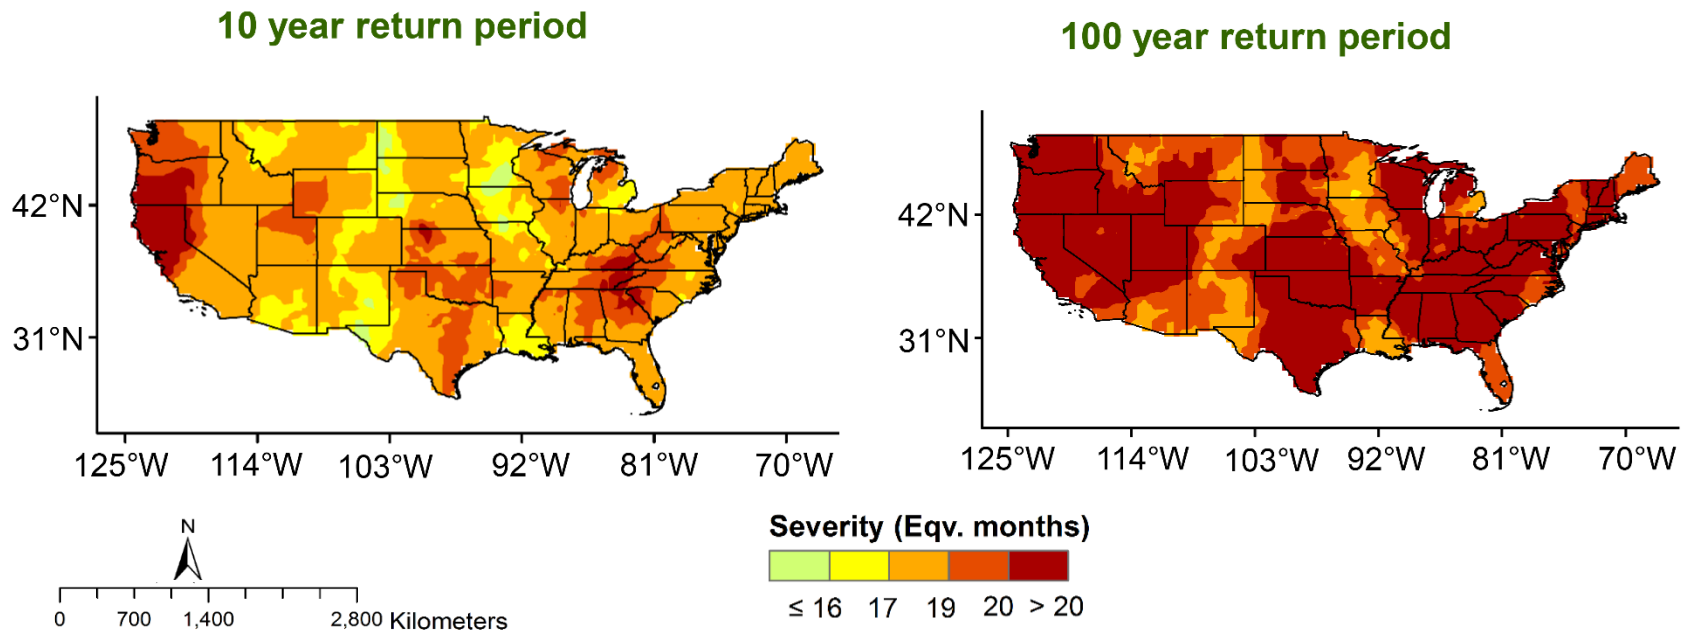 10 year return period
100 year return period
42°N
31°N
125°W 114°W 103°W 92°W 81°W 70°W
42°N
31°N
125°W 114°W 103°W 92°W 81°W 70°W
N
0 700 1,400 2,800 Kilometers
Severity (Eqv. months)
≤ 16 17 19 20 > 20